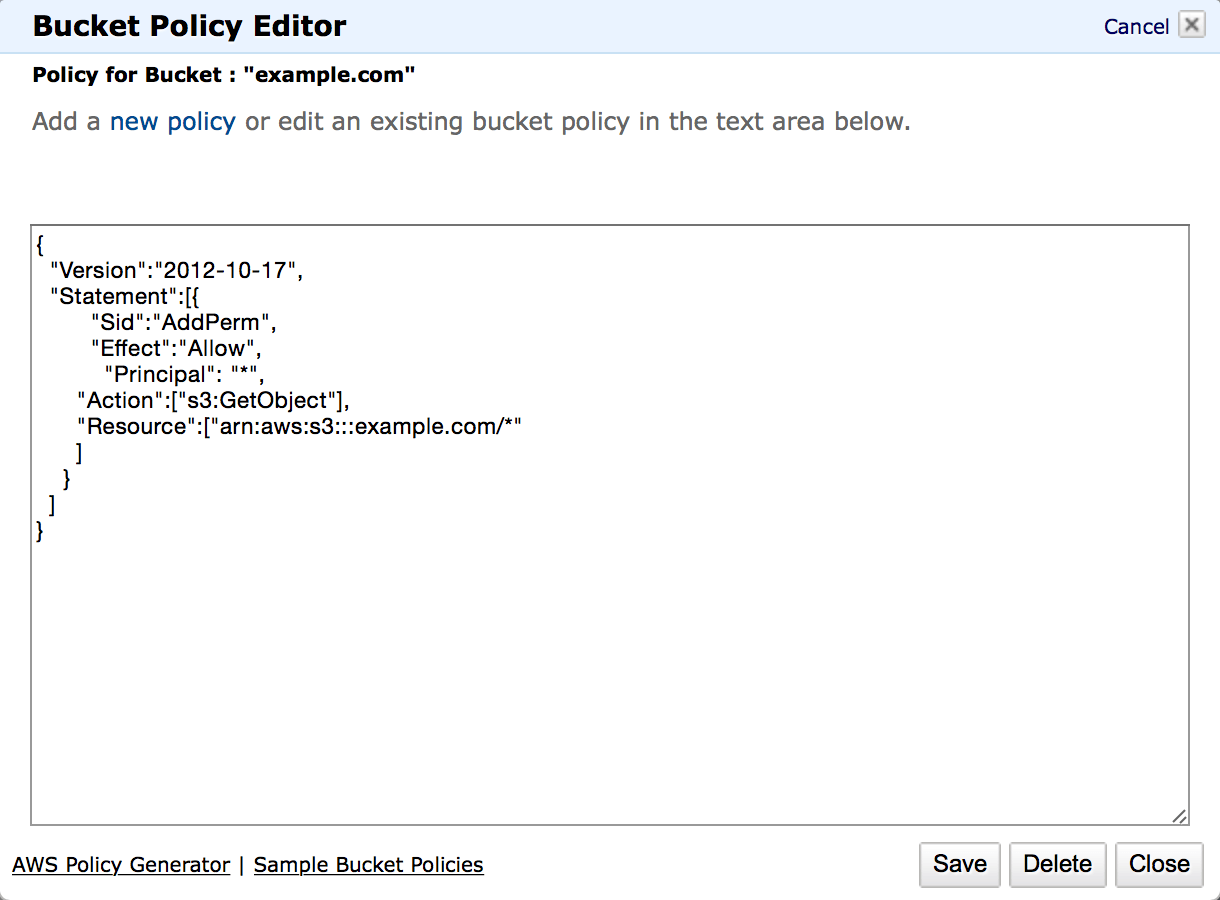 Bucket Policy Editor
Cancel
Policy for Bucket : "example.com"
Add a new policy or edit an existing bucket policy in the text area below.
{
  "Version":"2012-10-17",
  "Statement":[{
        "Sid":"AddPerm",
        "Effect":"Allow",
          "Principal": "*",
      "Action":["s3:GetObject"],
      "Resource":["arn:aws:s3:::example.com/*"
      ]
    }
  ]
}
AWS Policy Generator | Sample Bucket Policies
Save Delete Close